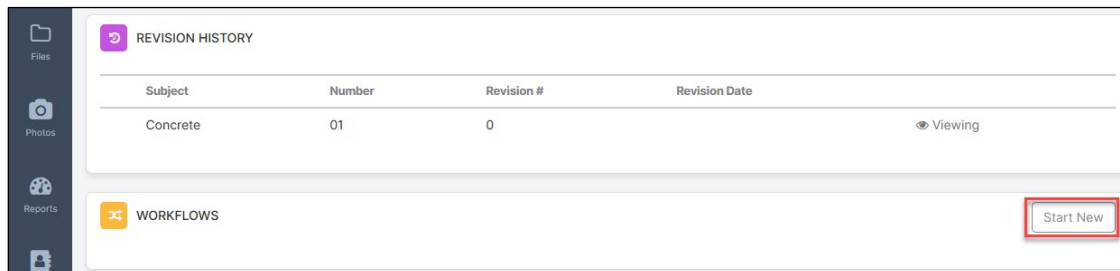 Files
Photos
Reports
REVISION HISTORY
Subject Number Revision # Revision Date
Concrete 01 0 Viewing
WORKFLOWS
Start New